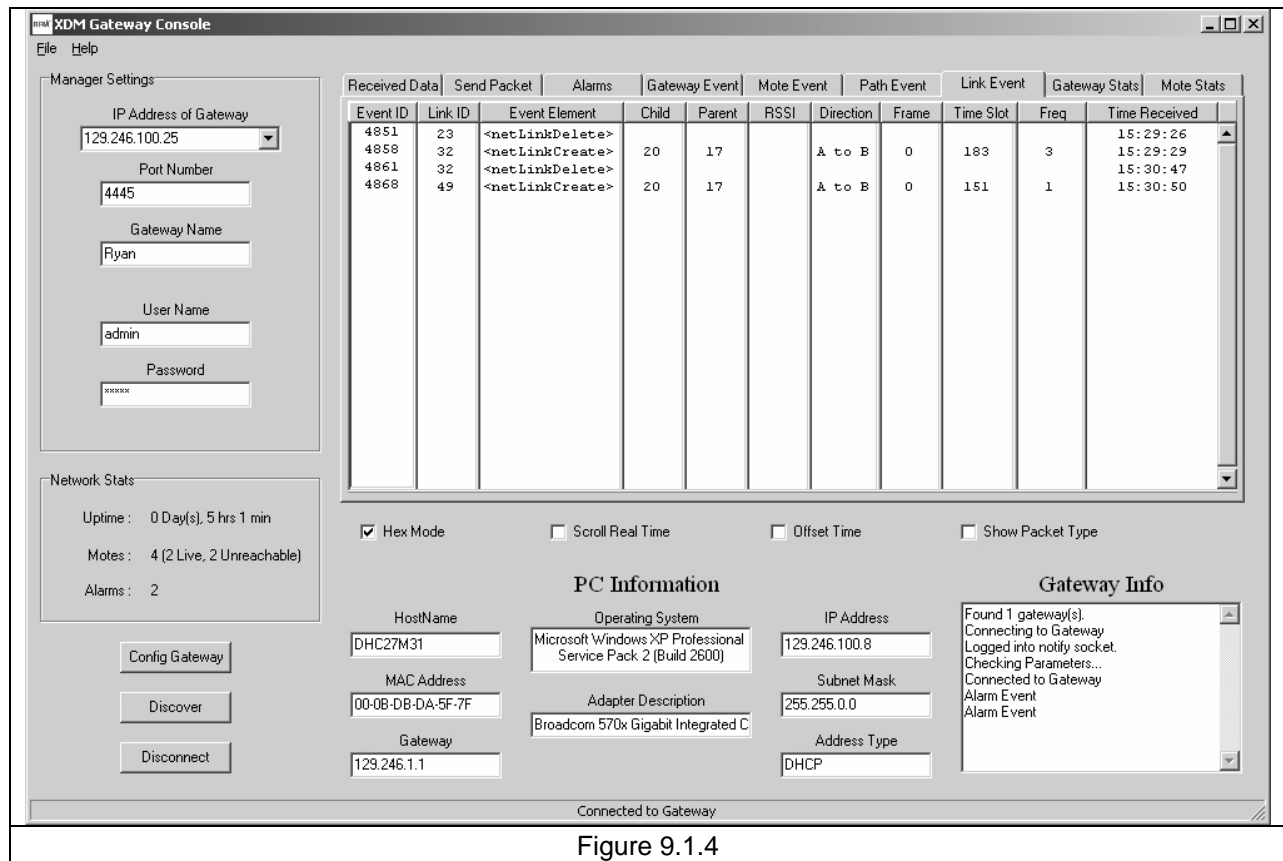 RFM XDM Gateway Console
File Help
Manager Settings
IP Address of Gateway
129.246.100.25
Port Number
4445
Gateway Name
Ryan
User Name
admin
Password
xxxxx
Network Stats
Uptime : 0 Day(s), 5 hrs 1 min
Motes : 4 (2 Live, 2 Unreachable)
Alarms : 2
Config Gateway
Discover
Disconnect
Received Data Send Packet Alarms Gateway Event Mote Event Path Event Link Event Gateway Stats Mote Stats
Event ID Link ID Event Element Child Parent RSSI Direction Frame Time Slot Freq Time Received
4851 23 <netLinkDelete> 15:29:26
4858 32 <netLinkCreate> 20 17 A to B 0 183 3 15:29:29
4861 32 <netLinkDelete> 15:30:47
4868 49 <netLinkCreate> 20 17 A to B 0 151 1 15:30:50
Hex Mode Scroll Real Time Offset Time Show Packet Type
PC Information
HostName
DHC27M31
MAC Address
00-0B-DB-DA-5F-7F
Gateway
129.246.1.1
Operating System
Microsoft Windows XP Professional
Service Pack 2 (Build 2600)
Adapter Description
Broadcom 570x Gigabit Integrated C
IP Address
129.246.100.8
Subnet Mask
255.255.0.0
Address Type
DHCP
Gateway Info
Found 1 gateway(s).
Connecting to Gateway
Logged into notify socket.
Checking Parameters...
Connected to Gateway
Alarm Event
Alarm Event
Connected to Gateway
Figure 9.1.4